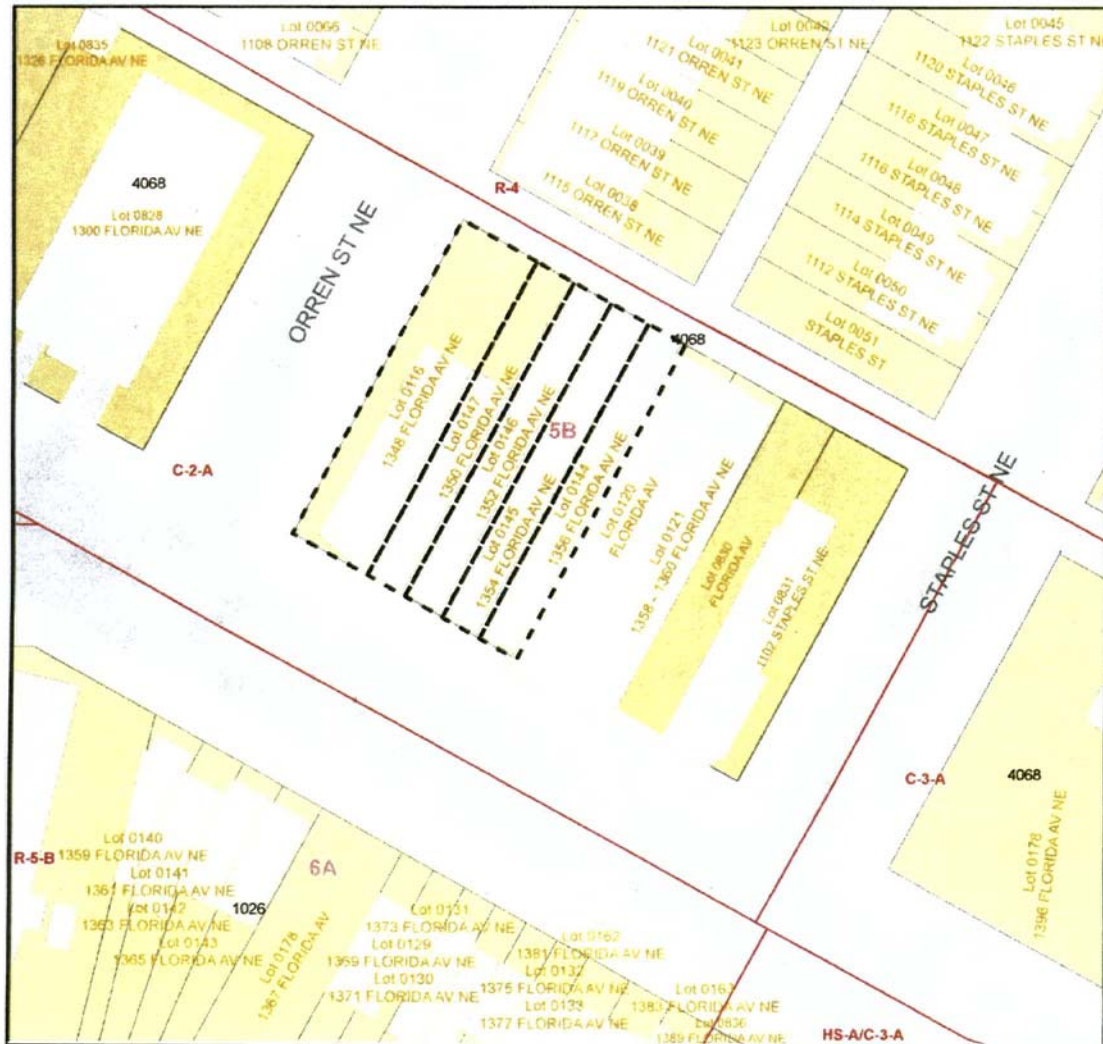 Lot 0066
1108 ORREN ST NE
Lot 0835
1326 FLORIDA AV NE
Lot 0042
1123 ORREN ST NE
Lot 0041
1121 ORREN ST NE
Lot 0040
1119 ORREN ST NE
Lot 0039
1117 ORREN ST NE
Lot 0038
1115 ORREN ST NE
Lot 0045
1122 STAPLES ST NE
Lot 0046
1120 STAPLES ST NE
Lot 0047
1118 STAPLES ST NE
Lot 0048
1116 STAPLES ST NE
Lot 0049
1114 STAPLES ST NE
Lot 0050
1112 STAPLES ST NE
Lot 0051
STAPLES ST
4068
Lot 0828
1300 FLORIDA AV NE
R-4
ORREN ST NE
4068
Lot 0116
1348 FLORIDA AV NE
Lot 0147
1350 FLORIDA AV NE
Lot 0146
1352 FLORIDA AV NE
Lot 0145
1354 FLORIDA AV NE
5B
Lot 0144
1356 FLORIDA AV NE
Lot 0120
FLORIDA AV
Lot 0121
1358 - 1360 FLORIDA AV NE
Lot 0830
FLORIDA AV
Lot 0831
1102 STAPLES ST NE
C-2-A
STAPLES ST NE
C-3-A
4068
Lot 0178
1396 FLORIDA AV NE
R-5-B
Lot 0140
1359 FLORIDA AV NE
Lot 0141
1361 FLORIDA AV NE
Lot 0142
1363 FLORIDA AV NE
Lot 0143
1365 FLORIDA AV NE
6A
1026
Lot 0178
1367 FLORIDA AV
Lot 0131
1373 FLORIDA AV NE
Lot 0129
1369 FLORIDA AV NE
Lot 0130
1371 FLORIDA AV NE
Lot 0162
1381 FLORIDA AV NE
Lot 0132
1375 FLORIDA AV NE
Lot 0133
1377 FLORIDA AV NE
Lot 0163
1383 FLORIDA AV NE
Lot 0836
1389 FLORIDA AV NE
HS-A/C-3-A